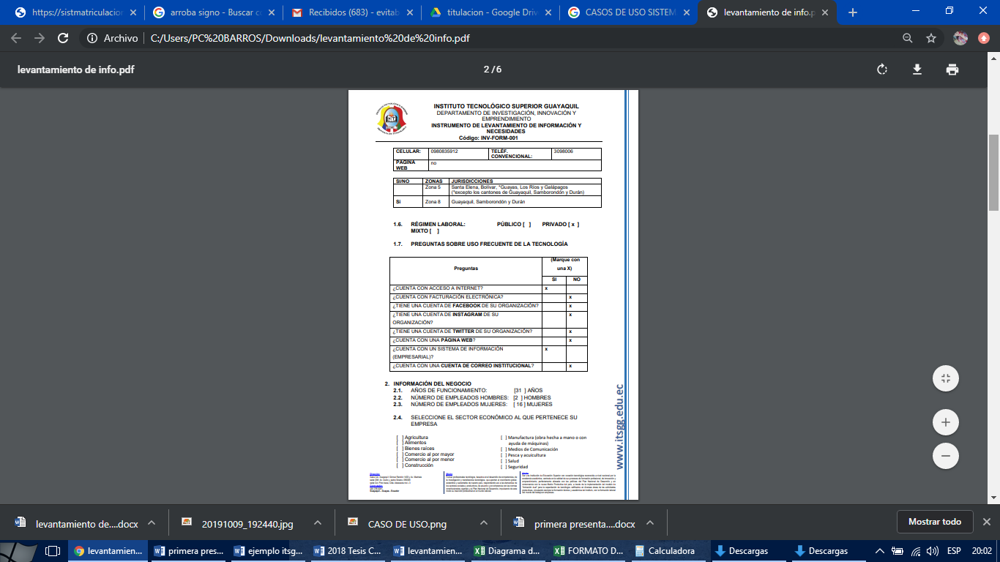 https://sistmatriculacion
arroba signo - Buscar co
Recibidos (683) - evitab
titulacion - Google Driv
CASOS DE USO SISTEM
levantamiento de info.p
Archivo
C:/Users/PC%20BARROS/Downloads/levantamiento%20de%20info.pdf
levantamiento de info.pdf
2 / 6
INSTITUTO TECNOLÓGICO SUPERIOR GUAYAQUIL
DEPARTAMENTO DE INVESTIGACIÓN, INNOVACIÓN Y
EMPRENDIMIENTO
INSTRUMENTO DE LEVANTAMIENTO DE INFORMACIÓN Y
NECESIDADES
Código: INV-FORM-001
CELULAR: 0980835912 TELÉF. CONVENCIONAL: 3098006
PÁGINA WEB no
SI/NO ZONAS JURISDICCIONES
Zona 5 Santa Elena, Bolívar, *Guayas, Los Ríos y Galápagos
(*excepto los cantones de Guayaquil, Samborondón y Durán)
Si Zona 8 Guayaquil, Samborondón y Durán
1.6. RÉGIMEN LABORAL: PÚBLICO [ ] PRIVADO [ x ]
MIXTO [ ]
1.7. PREGUNTAS SOBRE USO FRECUENTE DE LA TECNOLOGÍA
Preguntas
(Marque con
una X)
SI NO
¿CUENTA CON ACCESO A INTERNET? x
¿CUENTA CON FACTURACIÓN ELECTRÓNICA? x
¿TIENE UNA CUENTA DE FACEBOOK DE SU ORGANIZACIÓN? x
¿TIENE UNA CUENTA DE INSTAGRAM DE SU x
ORGANIZACIÓN?
¿TIENE UNA CUENTA DE TWITTER DE SU ORGANIZACIÓN? x
¿CUENTA CON UNA PÁGINA WEB? x
¿CUENTA CON UN SISTEMA DE INFORMACIÓN x
(EMPRESARIAL)?
¿CUENTA CON UNA CUENTA DE CORREO INSTITUCIONAL? x
2. INFORMACIÓN DEL NEGOCIO
2.1. AÑOS DE FUNCIONAMIENTO: [31 ] AÑOS
2.2. NÚMERO DE EMPLEADOS HOMBRES: [2 ] HOMBRES
2.3. NÚMERO DE EMPLEADOS MUJERES: [ 16 ] MUJERES
2.4. SELECCIONE EL SECTOR ECONÓMICO AL QUE PERTENECE SU
EMPRESA
[ ] Agricultura
[ ] Alimentos
[ ] Bienes raíces
[ ] Comercio al por mayor
[ ] Comercio al por menor
[ ] Construcción
[ ] Manufactura (obra hecha a mano o con
ayuda de máquinas)
[ ] Medios de Comunicación
[ ] Pesca y acuicultura
[ ] Salud
[ ] Seguridad
www.itsgg.edu.ec
levantamiento de....docx
20191009_192440.jpg
CASO DE USO.png
primera presenta....docx
Mostrar todo
levantamien...
primera pres...
ejemplo itsg...
2018 Tesis C...
levantamien...
Diagrama d...
FORMATO D...
Calculadora
Descargas
Descargas
ESP
20:02